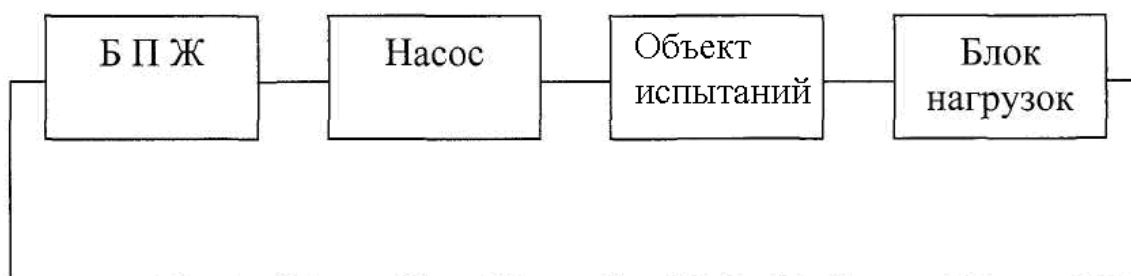 Б П Ж
Насос
Объект
испытаний
Блок
нагрузок